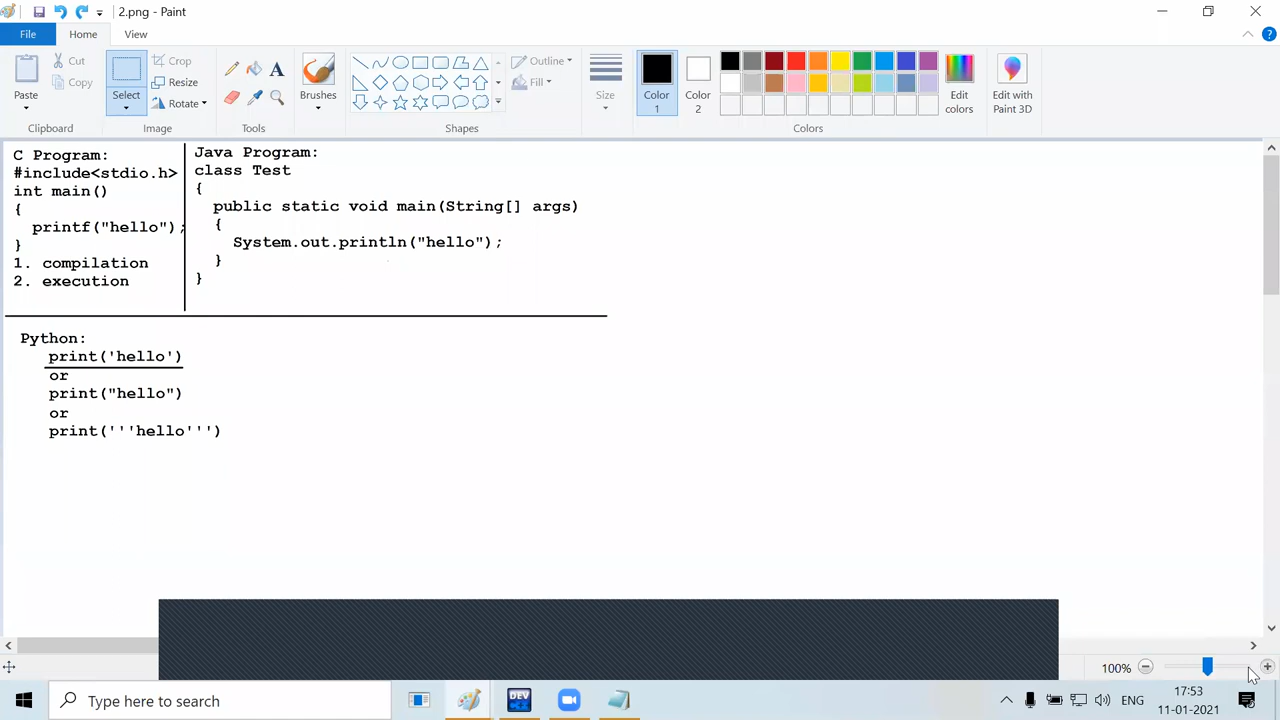 2.png - Paint
File
Home
View
Paste
Cut
Copy
Clipboard
Select
Crop
Resize
Rotate
Image
Tools
Brushes
Outline
Fill
Shapes
Size
Color 1
Color 2
Edit colors
Colors
Edit with Paint 3D
C Program:
#include<stdio.h>
int main()
{
printf("hello");
}
1. compilation
2. execution
Java Program:
class Test
{
public static void main(String[] args)
{
System.out.println("hello");
}
}
Python:
print('hello')
or
print("hello")
or
print('''hello''')
100%
Type here to search
DEV
ENG
17:53
11-01-2021